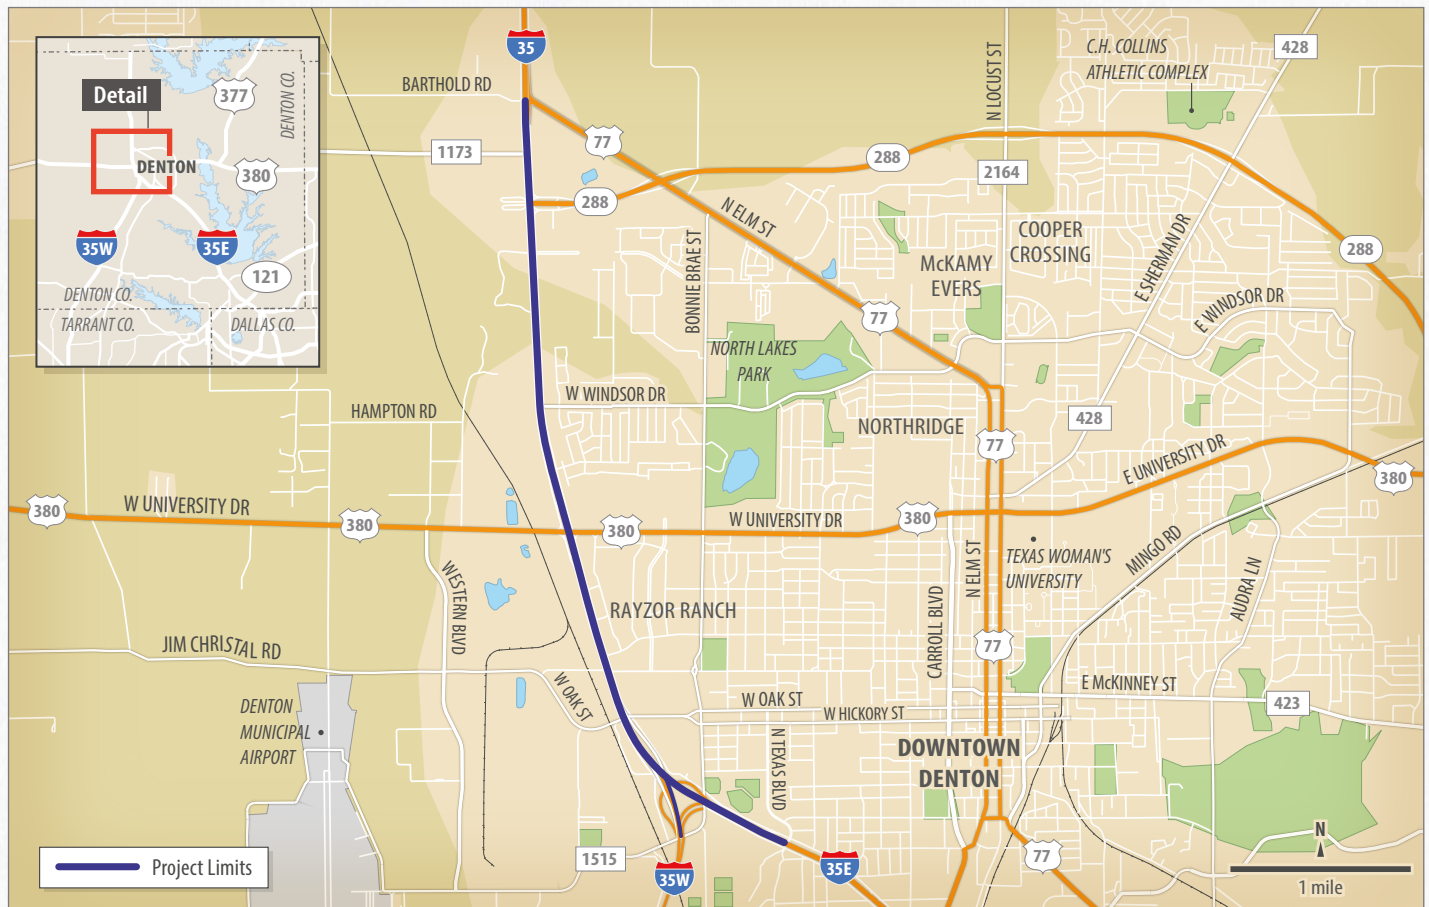 35
BARTHOLD RD
77
1173
288
288
N ELM ST
N LOCUST ST
C.H. COLLINS
ATHLETIC COMPLEX
428
2164
COOPER
CROSSING
McKAMY
EVERS
E SHERMAN DR
288
E WINDSOR DR
BONNIE BRAE ST
77
NORTH LAKES
PARK
W WINDSOR DR
HAMPTON RD
NORTHRIDGE
428
77
E UNIVERSITY DR
380
380
W UNIVERSITY DR
380
380
W UNIVERSITY DR
380
N ELM ST
TEXAS WOMAN'S
UNIVERSITY
MINGO RD
AUDRA LN
WESTERN BLVD
RAYZOR RANCH
CARROLL BLVD
77
JIM CHRISTAL RD
W OAK ST
W OAK ST
W HICKORY ST
E McKINNEY ST
423
DENTON
MUNICIPAL
AIRPORT
N TEXAS BLVD
DOWNTOWN
DENTON
1515
35W
35E
77
N
1 mile
Project Limits
Detail
377
DENTON CO.
DENTON
380
35W
35E
121
DENTON CO.
TARRANT CO.
DALLAS CO.